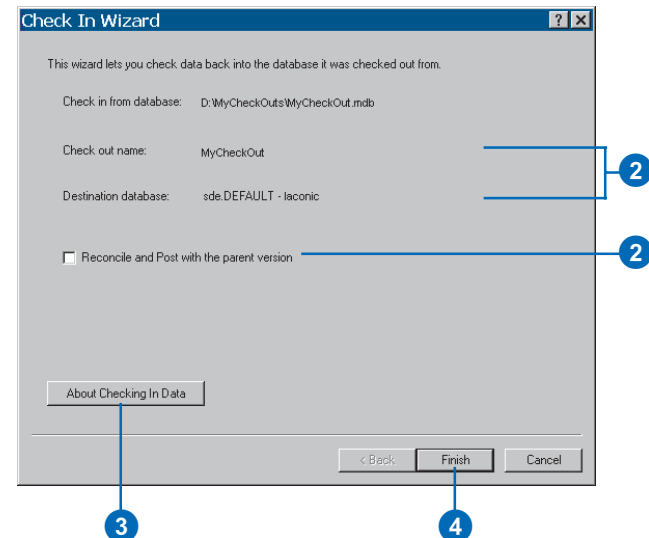 Check In Wizard
? ×
This wizard lets you check data back into the database it was checked out from.
Check in from database: D:\MyCheckOuts\MyCheckOut.mdb
Check out name: MyCheckOut
2
Destination database: sde.DEFAULT - laconic
Reconcile and Post with the parent version
2
About Checking In Data
< Back Finish Cancel
3 4